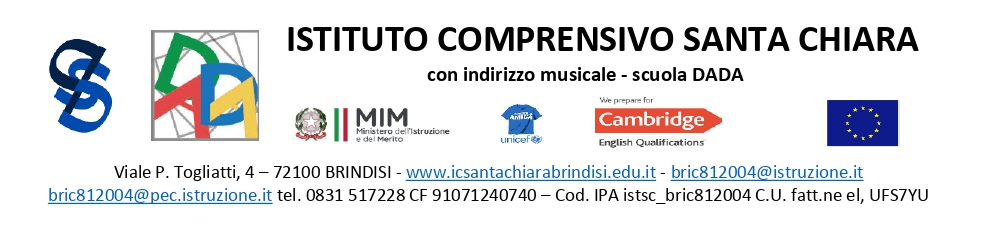 ISTITUTO COMPRENSIVO SANTA CHIARA
con indirizzo musicale - scuola DADA
MIM
Ministero dell'Istruzione
e del Merito
unicef
We prepare for
Cambridge
English Qualifications
Viale P. Togliatti, 4 – 72100 BRINDISI - www.icsantachiarabrindisi.edu.it - bric812004@istruzione.it
bric812004@pec.istruzione.it tel. 0831 517228 CF 91071240740 – Cod. IPA istsc_bric812004 C.U. fatt.ne el, UFS7YU